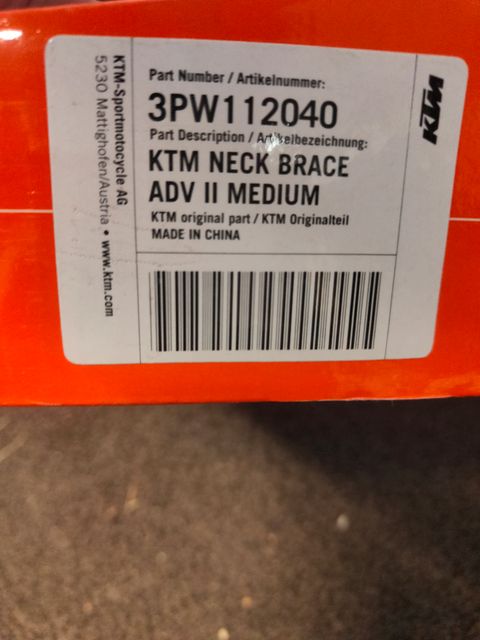 Part Number / Artikelnummer:
3PW112040
Part Description / Artikelbezeichnung:
KTM NECK BRACE
ADV II MEDIUM
KTM original part / KTM Originalteil
MADE IN CHINA
KTM-Sportmotocycle AG
5230 Mattighofen/Austria • www.ktm.com
KTM